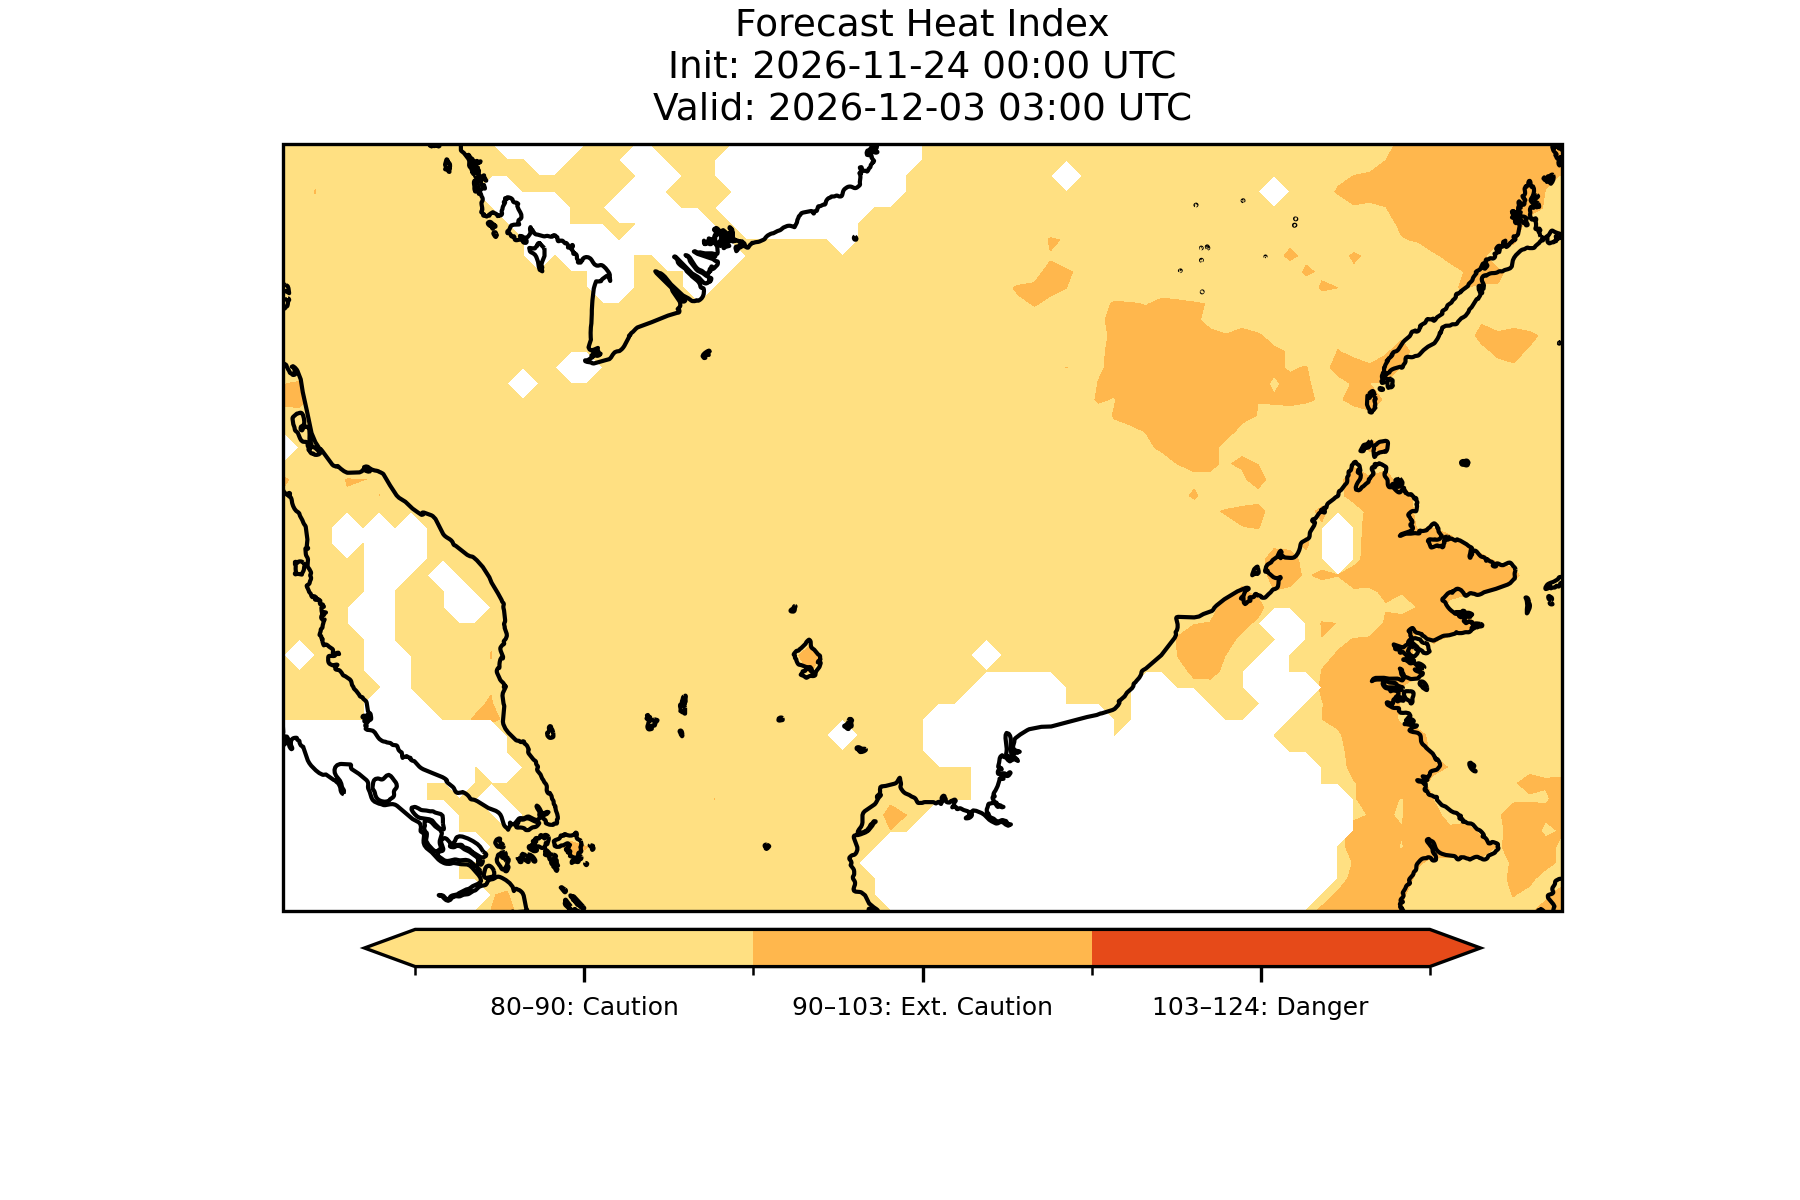 Forecast Heat Index
Init: 2026-11-24 00:00 UTC
Valid: 2026-12-03 03:00 UTC
80–90: Caution
90–103: Ext. Caution
103–124: Danger